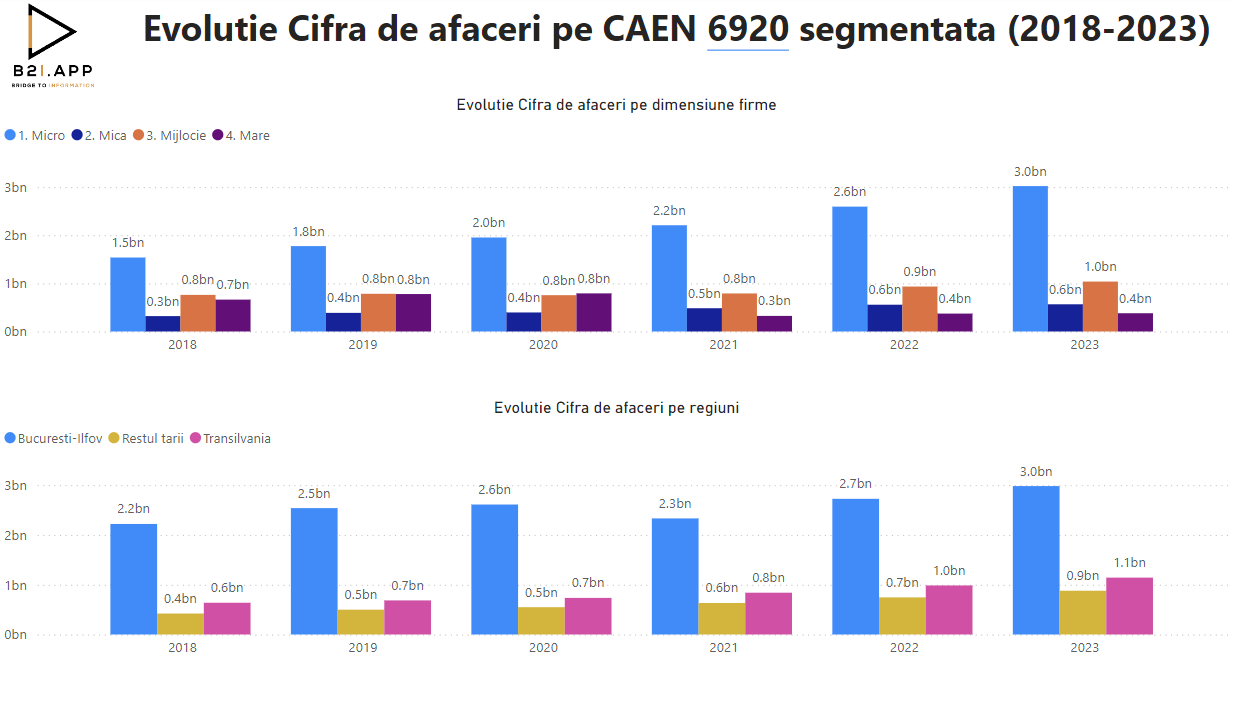 Evolutie Cifra de afaceri pe CAEN 6920 segmentata (2018-2023)
B2I.APP
BRIDGE TO INFORMATION
Evolutie Cifra de afaceri pe dimensiune firme
1. Micro 2. Mica 3. Mijlocie 4. Mare
3bn
2bn
1bn
0bn
1.5bn 0.3bn 0.8bn 0.7bn
1.8bn 0.4bn 0.8bn 0.8bn
2.0bn 0.4bn 0.8bn 0.8bn
2.2bn 0.5bn 0.8bn 0.3bn
2.6bn 0.6bn 0.9bn 0.4bn
3.0bn 0.6bn 1.0bn 0.4bn
2018 2019 2020 2021 2022 2023
Evolutie Cifra de afaceri pe regiuni
Bucuresti-Ilfov Restul tarii Transilvania
3bn
2bn
1bn
0bn
2.2bn 0.4bn 0.6bn
2.5bn 0.5bn 0.7bn
2.6bn 0.5bn 0.7bn
2.3bn 0.6bn 0.8bn
2.7bn 0.7bn 1.0bn
3.0bn 0.9bn 1.1bn
2018 2019 2020 2021 2022 2023